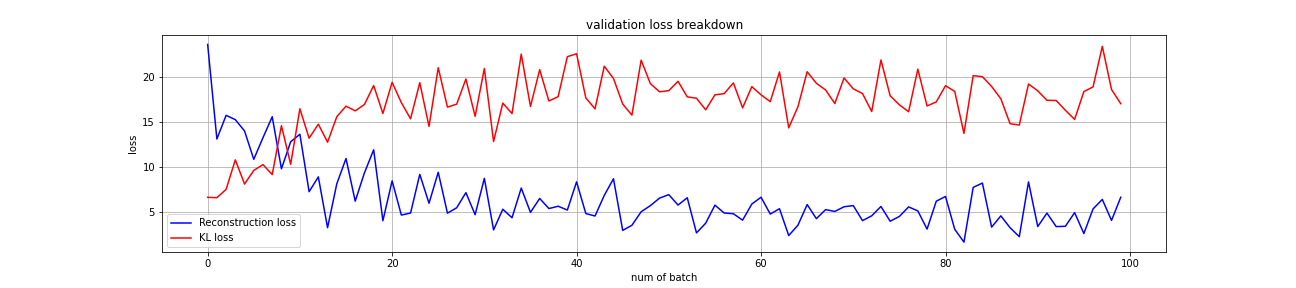 validation loss breakdown
loss
20
15
10
5
Reconstruction loss
KL loss
0 20 40 60 80 100
num of batch